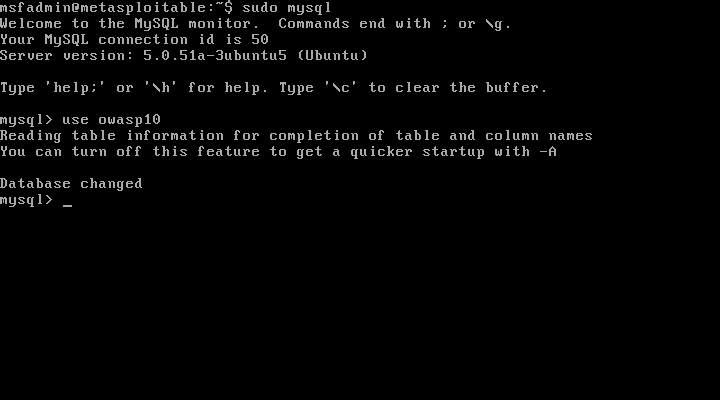 msfadmin@metasploitable:~$ sudo mysql
Welcome to the MySQL monitor.  Commands end with ; or \g.
Your MySQL connection id is 50
Server version: 5.0.51a-3ubuntu5 (Ubuntu)
Type 'help;' or '\h' for help. Type '\c' to clear the buffer.
mysql> use owasp10
Reading table information for completion of table and column names
You can turn off this feature to get a quicker startup with -A
Database changed
mysql> _